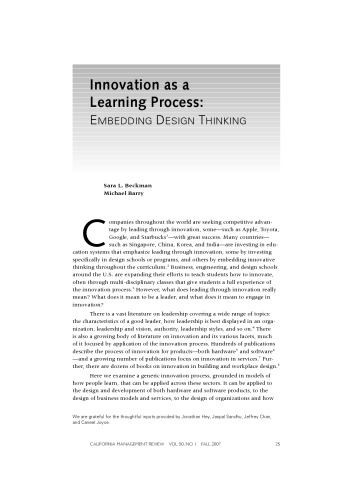 Innovation as a
Learning Process:
EMBEDDING DESIGN THINKING
Sara L. Beckman
Michael Barry
Companies throughout the world are seeking competitive advan-
tage by leading through innovation, some—such as Apple, Toyota,
Google, and Starbucks¹—with great success. Many countries—
such as Singapore, China, Korea, and India—are investing in edu-
cation systems that emphasize leading through innovation, some by investing
specifically in design schools or programs, and others by embedding innovative
thinking throughout the curriculum.² Business, engineering, and design schools
around the U.S. are expanding their efforts to teach students how to innovate,
often through multi-disciplinary classes that give students a full experience of
the innovation process.³ However, what does leading through innovation really
mean? What does it mean to be a leader, and what does it mean to engage in
innovation?
There is a vast literature on leadership covering a wide range of topics:
the characteristics of a good leader, how leadership is best displayed in an orga-
nization, leadership and vision, authority, leadership styles, and so on.⁴ There
is also a growing body of literature on innovation and its various facets, much
of it focused by application of the innovation process. Hundreds of publications
describe the process of innovation for products—both hardware⁵ and software⁶
—and a growing number of publications focus on innovation in services.⁷ Fur-
ther, there are dozens of books on innovation in building and workplace design.⁸
Here we examine a generic innovation process, grounded in models of
how people learn, that can be applied across these sectors. It can be applied to
the design and development of both hardware and software products, to the
design of business models and services, to the design of organizations and how
We are grateful for the thoughtful inputs provided by Jonathan Hey, Jaspal Sandhu, Jeffrey Chan,
and Caneel Joyce.
CALIFORNIA MANAGEMENT REVIEW VOL. 50, NO. 1 FALL 2007 25